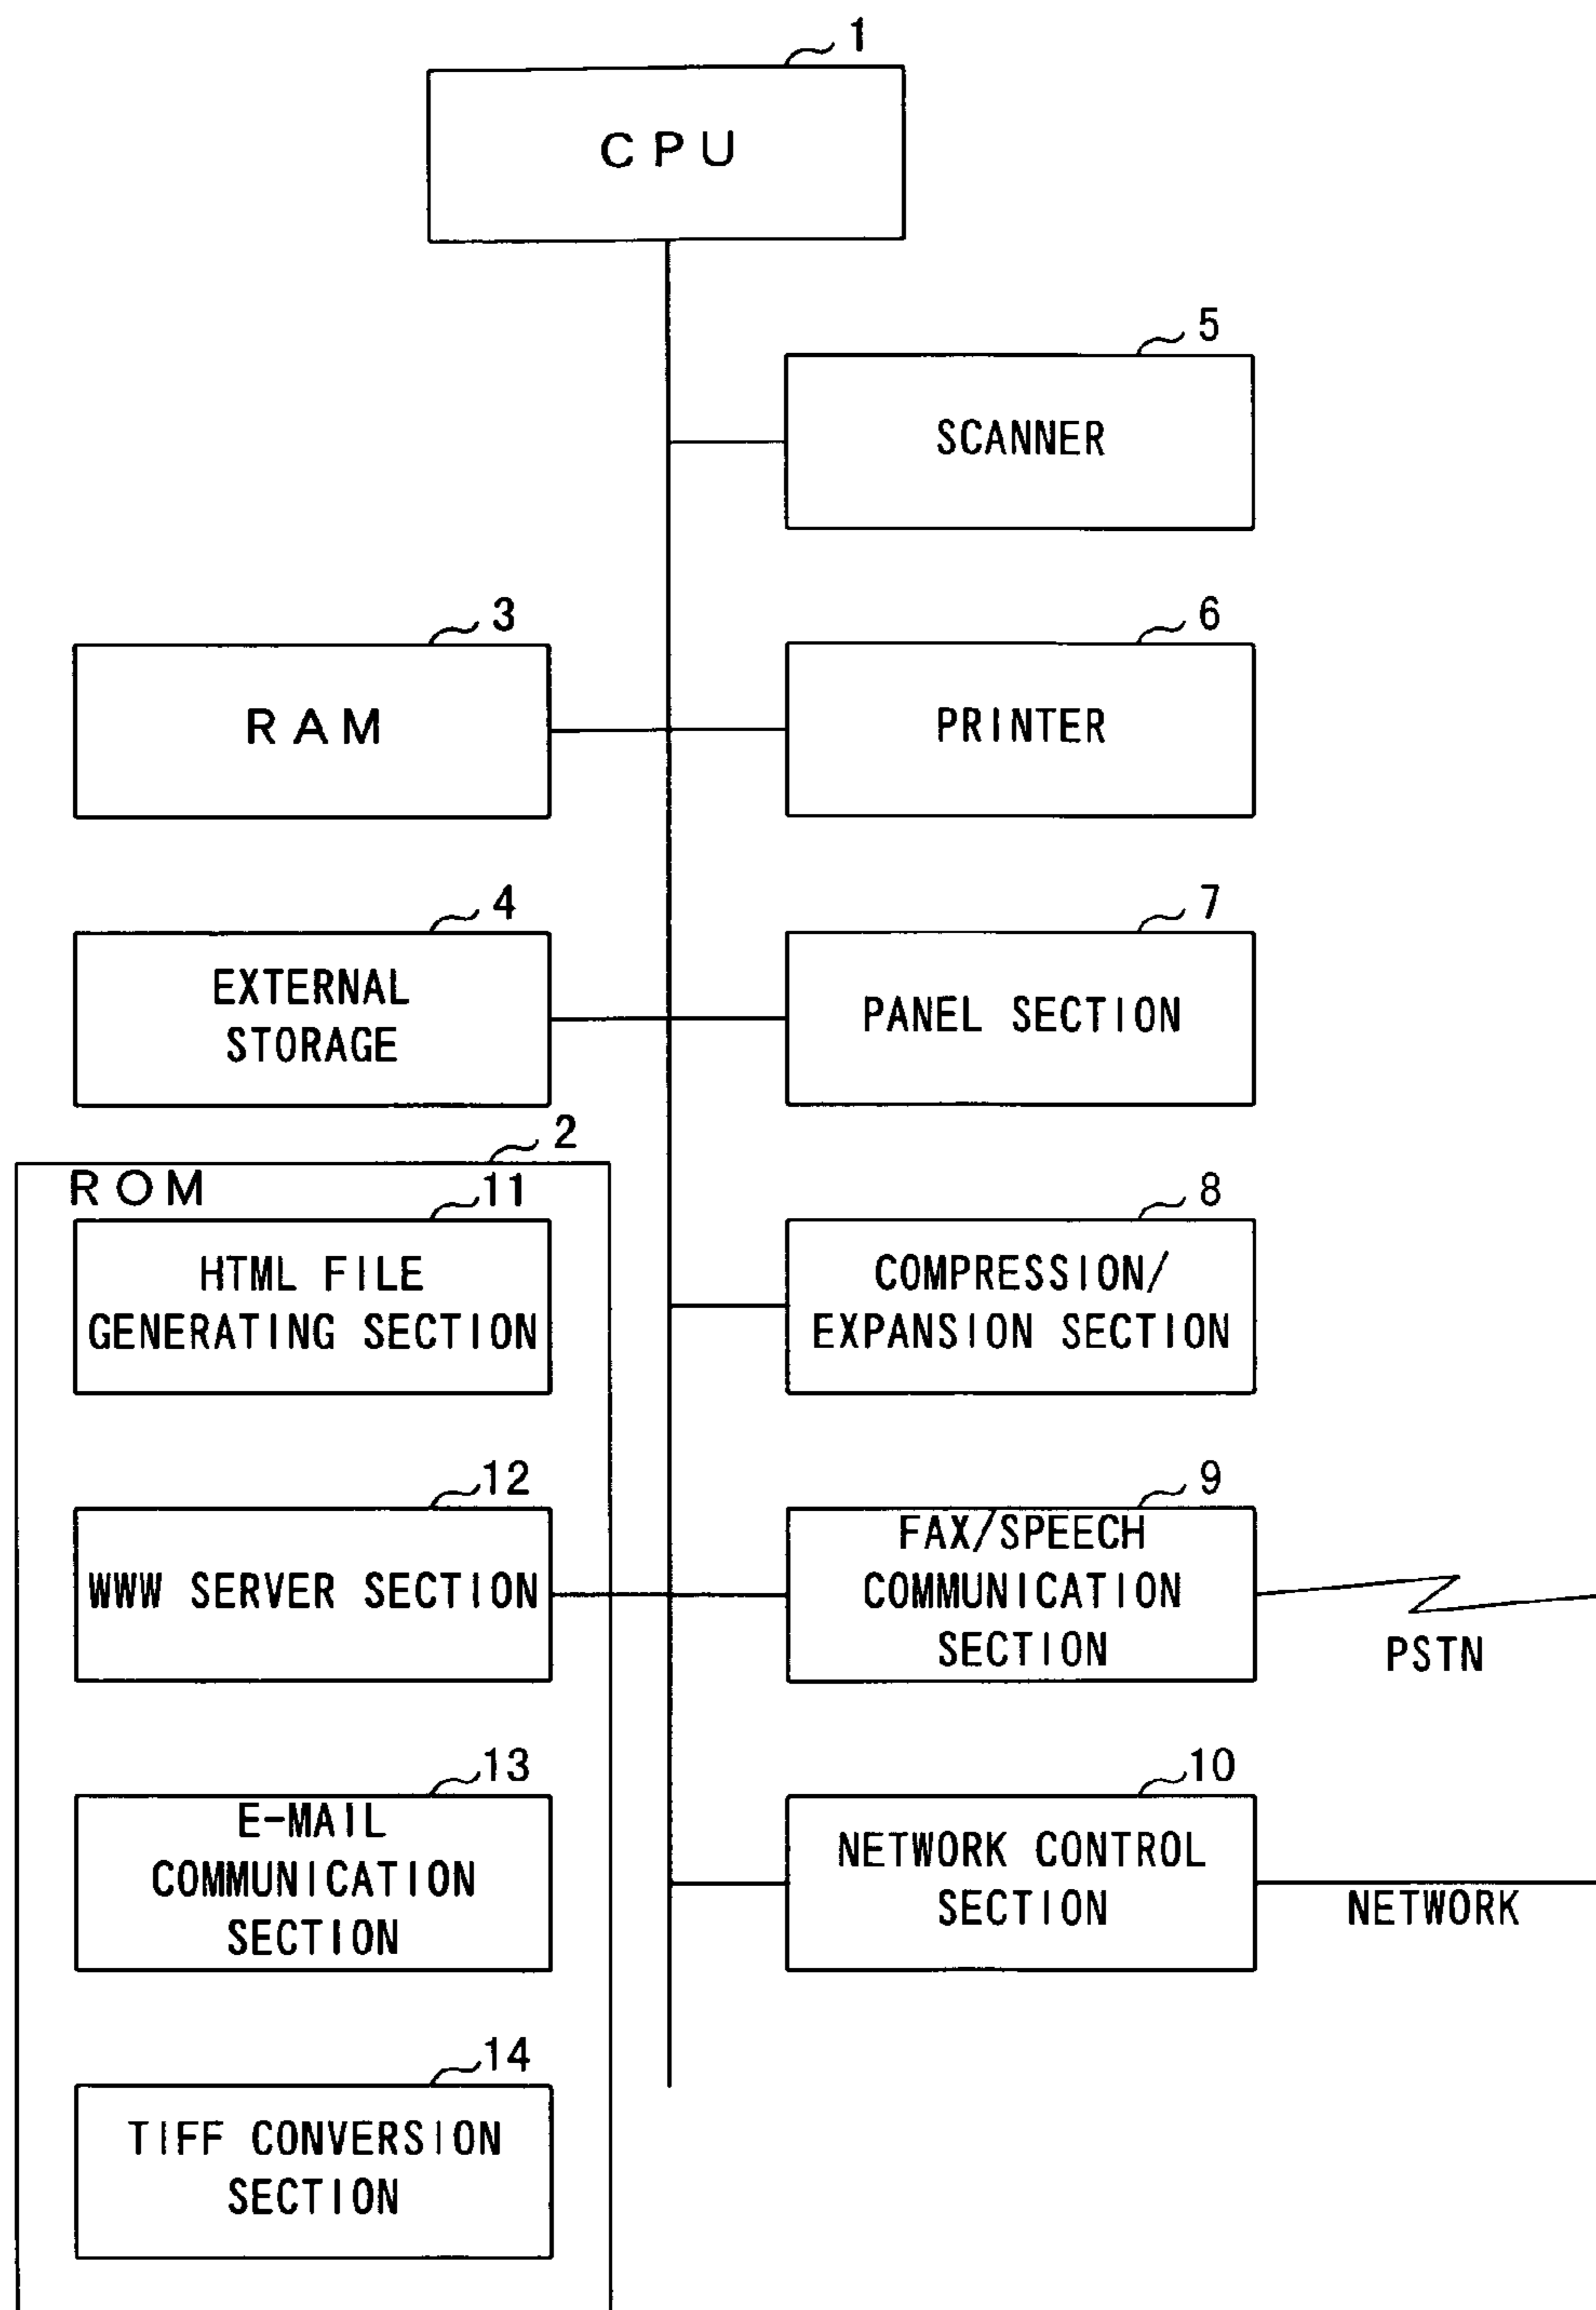 1
CPU
5
SCANNER
3
RAM
6
PRINTER
4
EXTERNAL
STORAGE
7
PANEL SECTION
2
ROM
11
HTML FILE
GENERATING SECTION
8
COMPRESSION/
EXPANSION SECTION
12
WWW SERVER SECTION
9
FAX/SPEECH
COMMUNICATION
SECTION
PSTN
13
E-MAIL
COMMUNICATION
SECTION
10
NETWORK CONTROL
SECTION
NETWORK
14
TIFF CONVERSION
SECTION